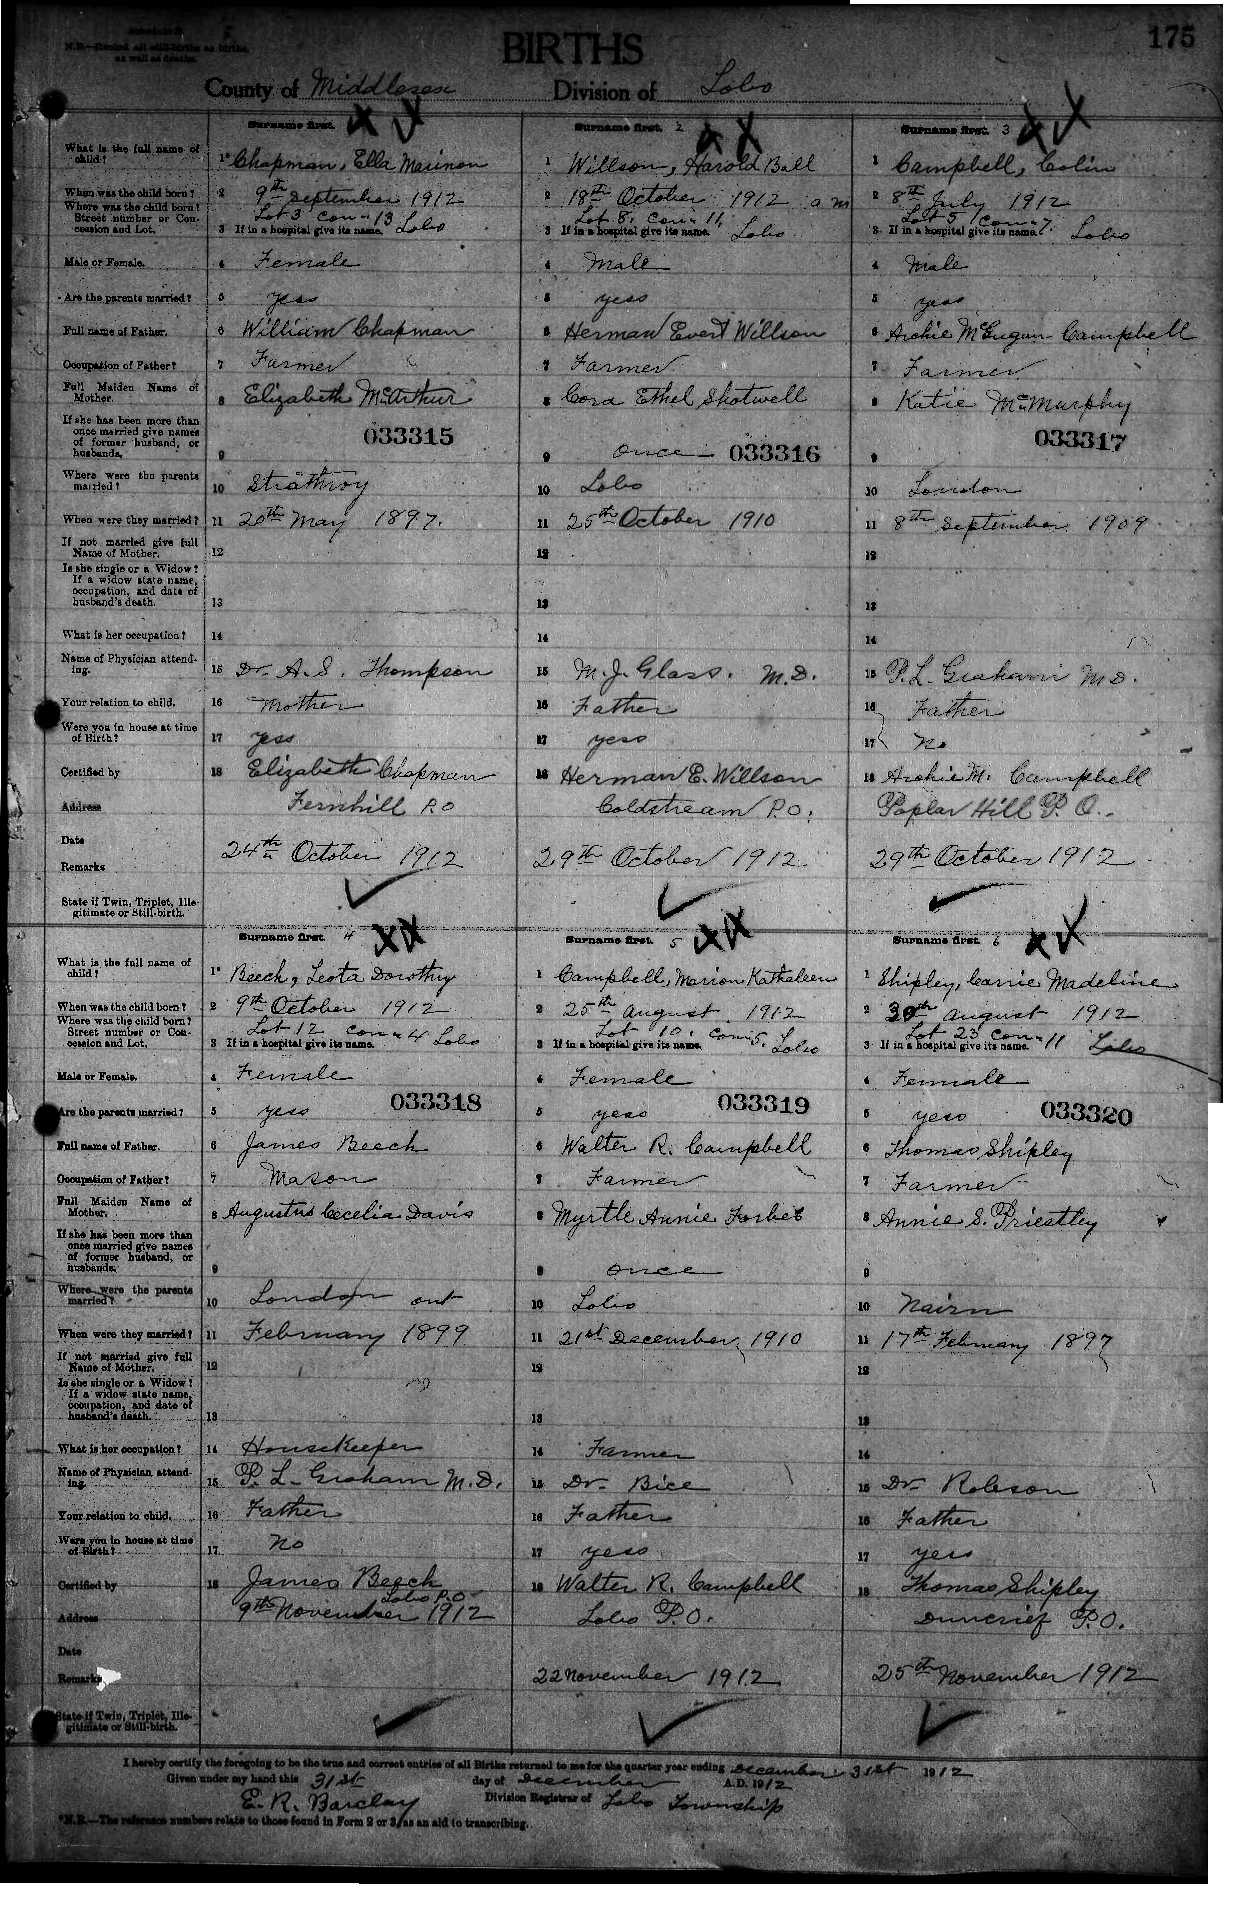 Schedule B
N.B.—Record all still-births as births,
as well as deaths.
BIRTHS
175
County of Middlesex Division of Lobo
Surname first.
What is the full name of child? 1* Chapman, Ella Marinon
When was the child born? 2 9th September 1912
Where was the child born? Street number or Concession and Lot. Lot 3 Con 13 Lobo
3 If in a hospital give its name.
Male or Female. 4 Female
Are the parents married? 5 yes
Full name of Father. 6 William Chapman
Occupation of Father? 7 Farmer
Full Maiden Name of Mother. 8 Elizabeth McArthur
033315
If she has been more than once married give names of former husband, or husbands. 9
Where were the parents married? 10 Strathroy
When were they married? 11 20th May 1897.
If not married give full Name of Mother. 12
Is she single or a Widow? If a widow state name, occupation, and date of husband's death. 13
What is her occupation? 14
Name of Physician attending. 15 Dr. A. S. Thompson
Your relation to child. 16 Mother
Were you in house at time of Birth? 17 yes
Certified by 18 Elizabeth Chapman
Address Fernhill P.O
Date 24th October 1912
Remarks
State if Twin, Triplet, Illegitimate or Still-birth.
Surname first. 2
1 Willson, Harold Ball
2 18th October 1912 a m
Lot 8, Con 11, Lobo
3 If in a hospital give its name.
4 Male
5 yes
6 Herman Evert Willson
7 Farmer
8 Cora Ethel Shotwell
9 once
033316
10 Lobo
11 25th October 1910
12
13
14
15 M. J. Glass. M.D.
16 Father
17 yes
18 Herman E. Willson
Coldstream P.O.
29th October 1912
Surname first. 3
1 Campbell, Colin
2 8th July 1912
Lot 5 Con 7. Lobo
3 If in a hospital give its name.
4 Male
5 yes
6 Archie McGugan Campbell
7 Farmer
8 Katie McMurphy
033317
9
10 London
11 8th September 1909
12
13
14
15 P. L. Graham M.D.
16 Father
17 No
18 Archie M. Campbell
Poplar Hill P. O.
29th October 1912
Surname first. 4
What is the full name of child? 1* Beech, Leota Dorothy
When was the child born? 2 9th October 1912
Where was the child born? Street number or Concession and Lot. Lot 12 Con 4 Lobo
3 If in a hospital give its name.
Male or Female. 4 Female
033318
Are the parents married? 5 yes
Full name of Father. 6 James Beech
Occupation of Father? 7 Mason
Full Maiden Name of Mother. 8 Augustus Cecelia Davis
If she has been more than once married give names of former husband, or husbands. 9
Where were the parents married? 10 London ont
When were they married? 11 February 1899
If not married give full Name of Mother. 12
Is she single or a Widow? If a widow state name, occupation, and date of husband's death. 13
What is her occupation? 14 Housekeeper
Name of Physician attending. 15 P. L. Graham M.D.
Your relation to child. 16 Father
Were you in house at time of Birth? 17 No
Certified by 18 James Beech
Lobo P.O
Address 9th November 1912
Date
Remarks
State if Twin, Triplet, Illegitimate or Still-birth.
Surname first. 5
1 Campbell, Marion Kathaleen
2 25th August 1912
Lot 10. Con 5. Lobo
3 If in a hospital give its name.
4 Female
033319
5 yes
6 Walter R. Campbell
7 Farmer
8 Myrtle Annie Forbes
9 once
10 Lobo
11 21st December 1910
12
13
14 Farmer
15 Dr. Bice
16 Father
17 yes
18 Walter R. Campbell
Lobo P.O.
22 November 1912
Surname first. 6
1 Shipley, Carrie Madeline
2 30th August 1912
Lot 23 Con 11 Lobo
3 If in a hospital give its name.
4 Female
5 yes
033320
6 Thomas Shipley
7 Farmer
8 Annie S. Priestley
9
10 Nairn
11 17th February 1897
12
13
14
15 Dr. Robson
16 Father
17 yes
18 Thomas Shipley
Duncrief P.O.
25th November 1912
I hereby certify the foregoing to be the true and correct entries of all Births returned to me for the quarter year ending December 31st 1912
Given under my hand this 31st day of December A.D. 1912
E. R. Barclay Division Registrar of Lobo Township
*N.B.—The reference numbers relate to those found in Form 2 or 3, as an aid to transcribing.